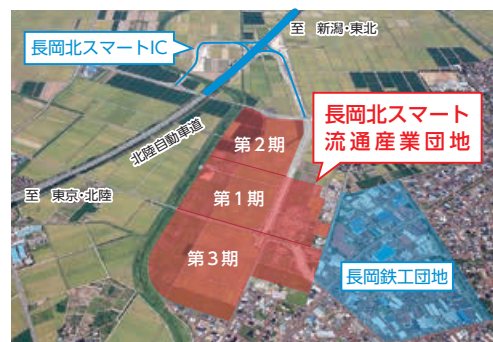 至 新潟・東北
長岡北スマートIC
長岡北スマート
流通産業団地
北陸自動車道
第2期
至 東京・北陸
第1期
第3期
長岡鉄工団地